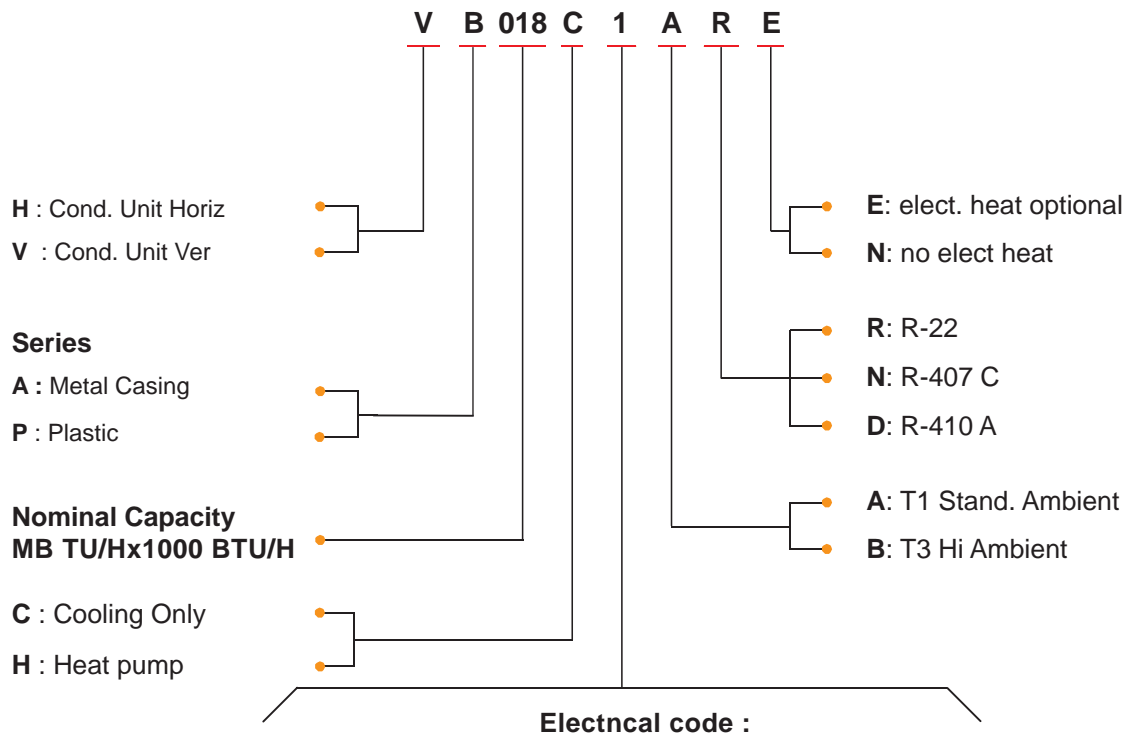 V B 018 C 1 A R E
H : Cond. Unit Horiz
V : Cond. Unit Ver
Series
A : Metal Casing
P : Plastic
Nominal Capacity
MB TU/Hx1000 BTU/H
C : Cooling Only
H : Heat pump
E: elect. heat optional
N: no elect heat
R: R-22
N: R-407 C
D: R-410 A
A: T1 Stand. Ambient
B: T3 Hi Ambient
Electncal code :